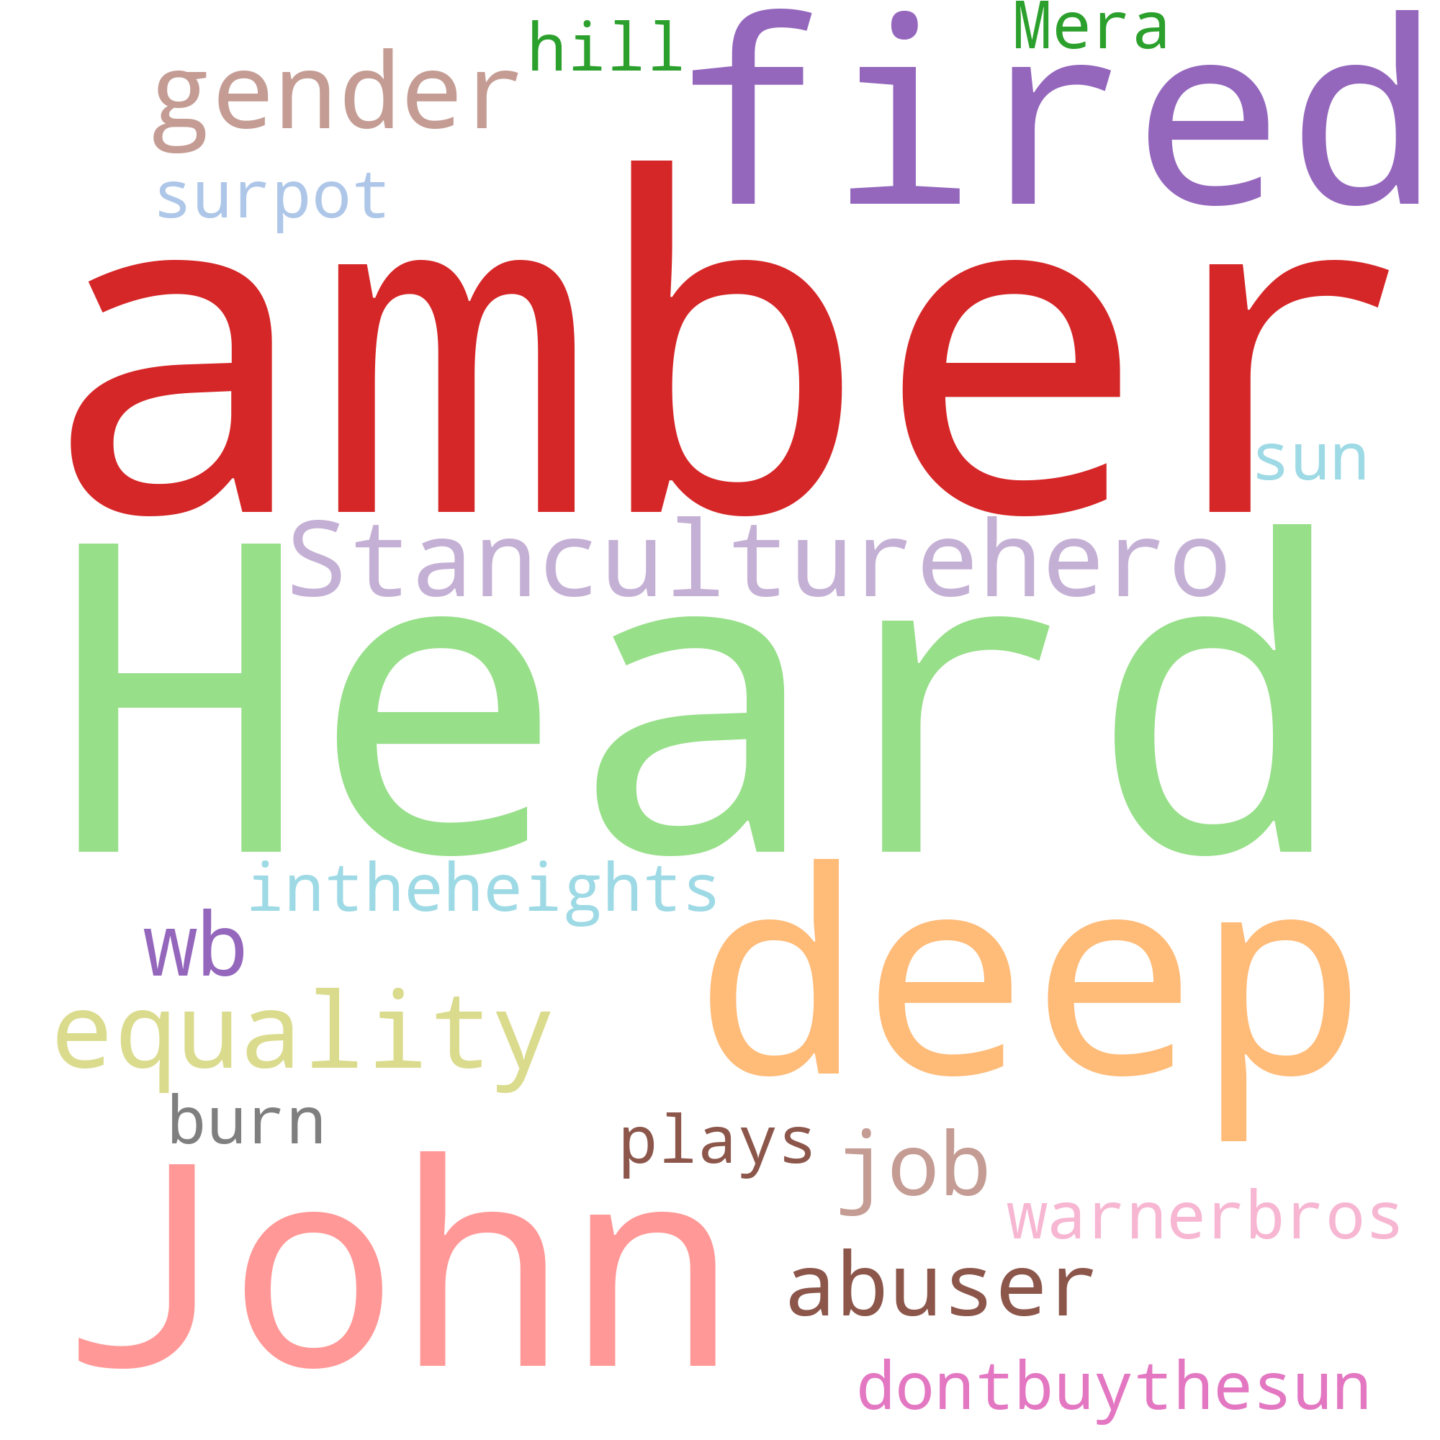 Mera
hill
fired
gender
surpot
amber
sun
Stanculturehero
Heard
intheheights
wb
deep
equality
burn
plays
job
warnerbros
John
abuser
dontbuythesun